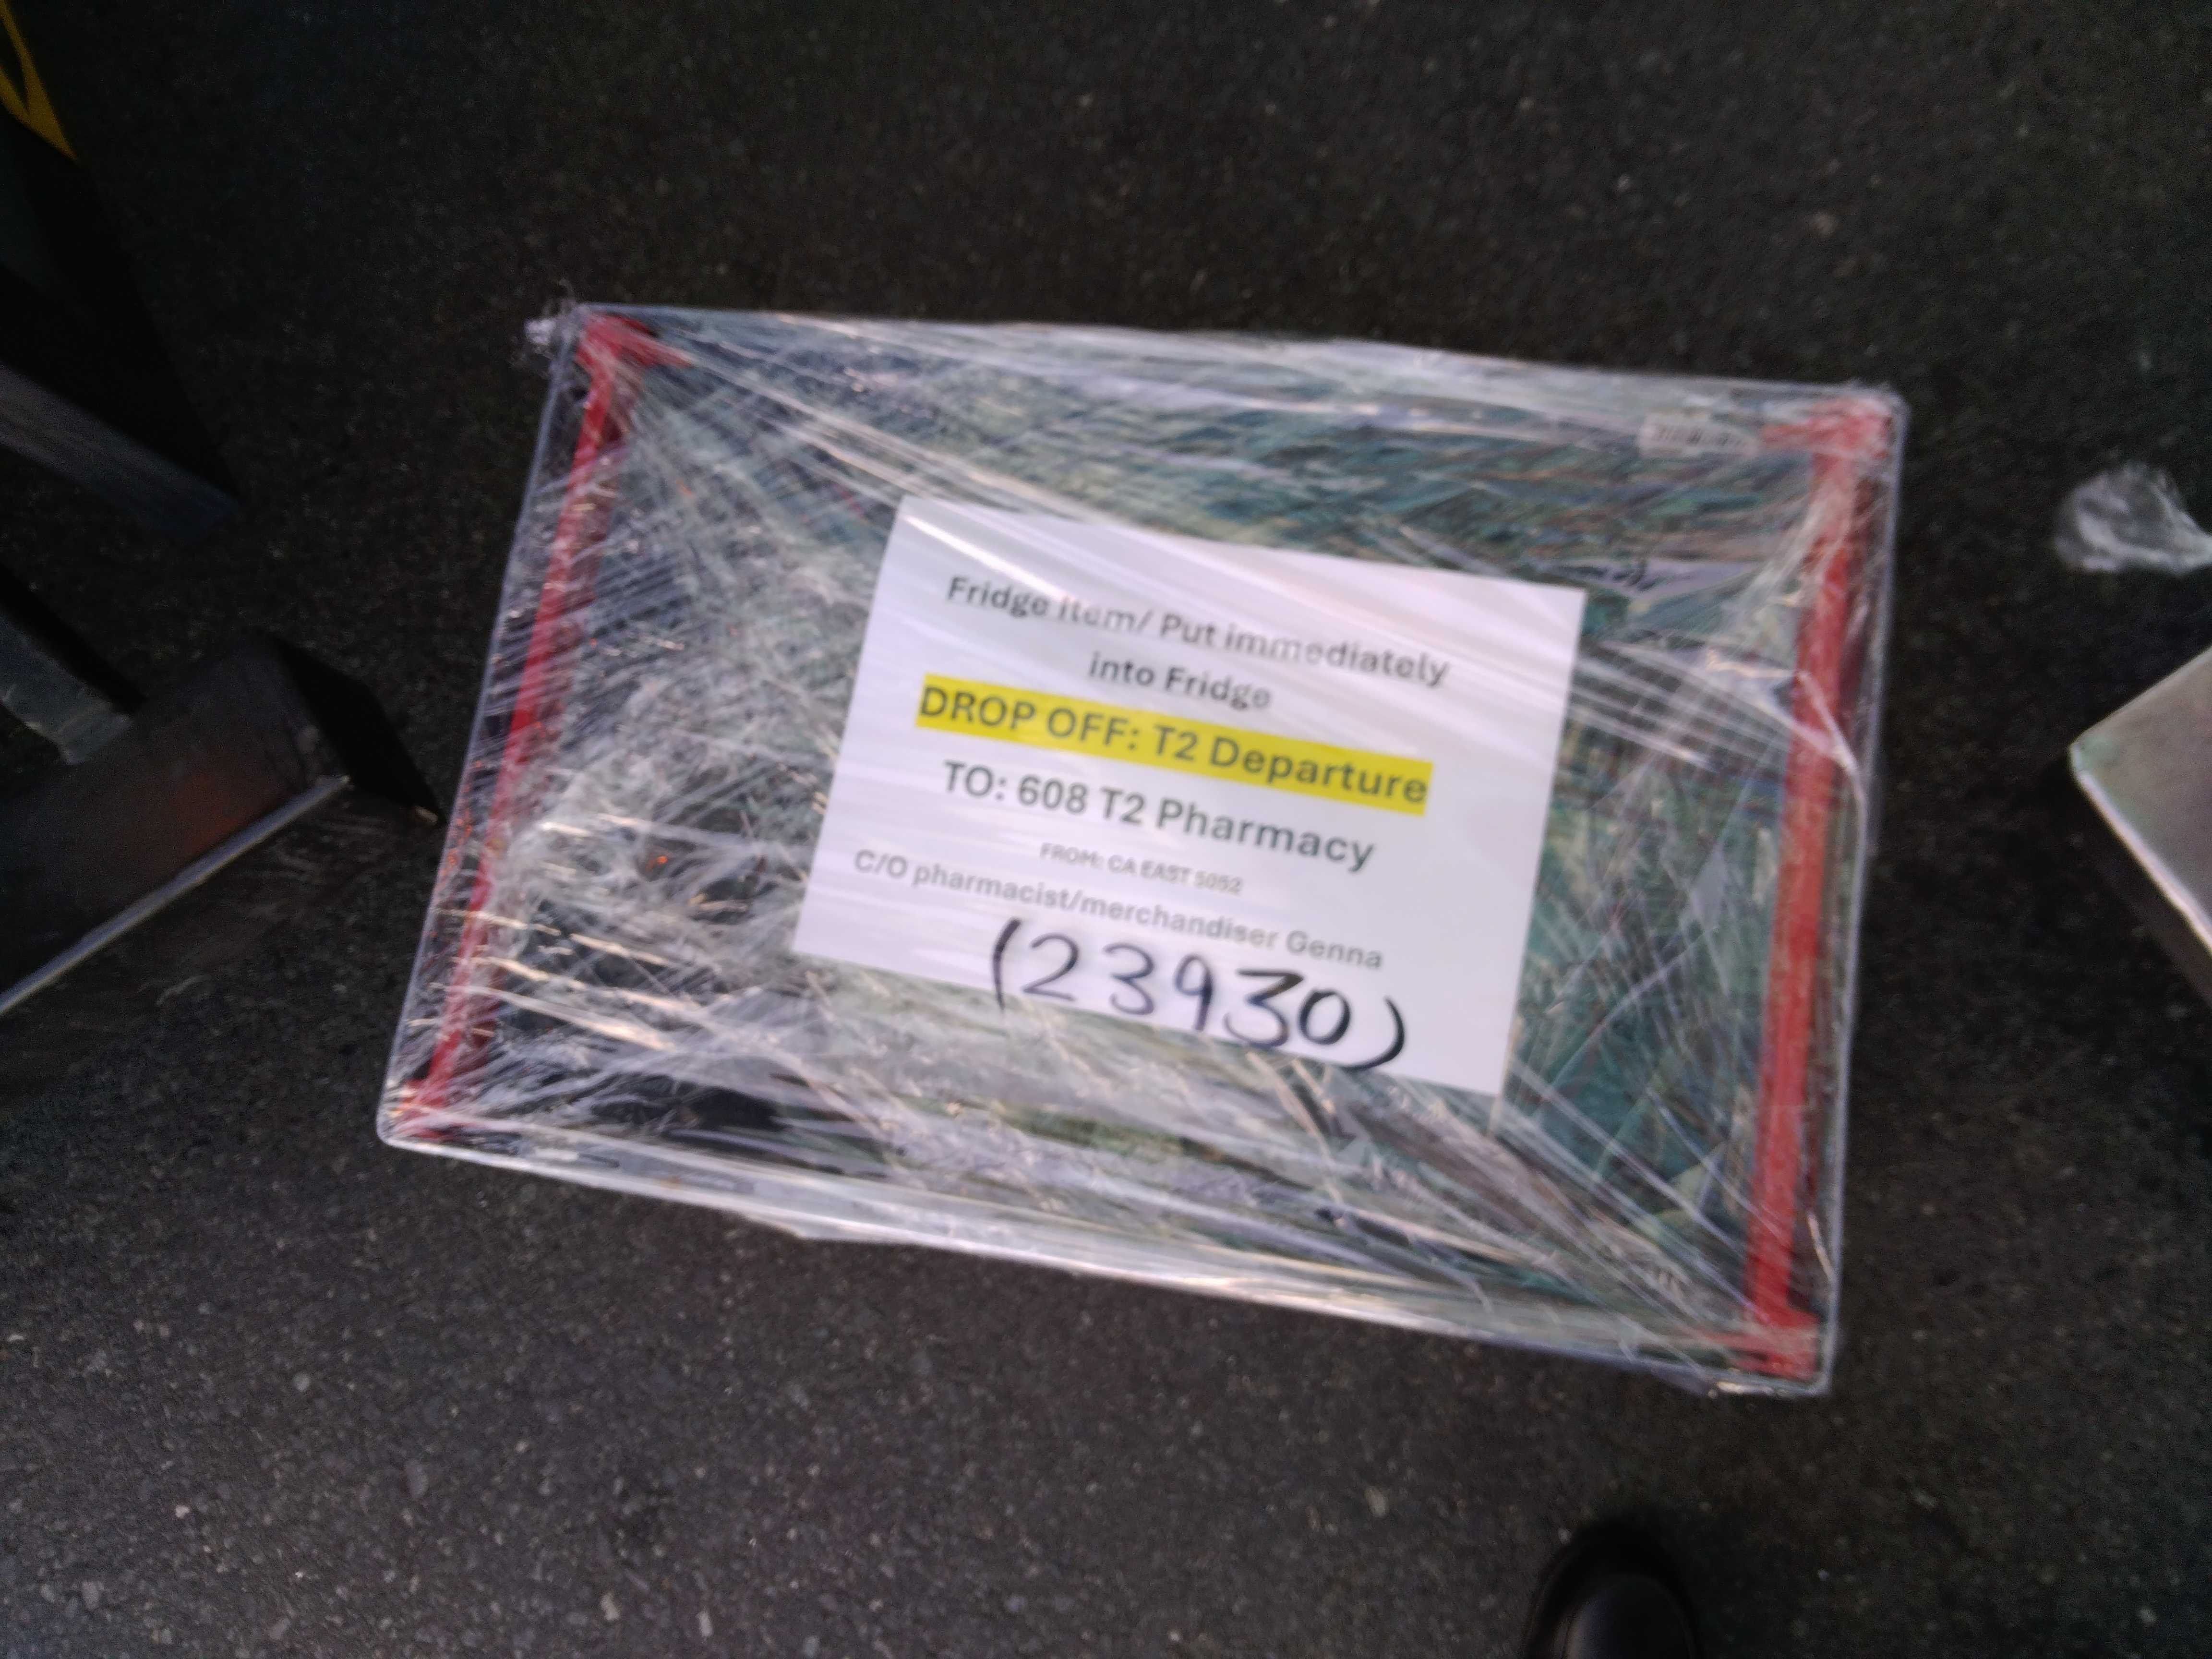 Fridge Item/ Put immediately
into Fridge
DROP OFF: T2 Departure
TO: 608 T2 Pharmacy
FROM: CA EAST 5052
C/O pharmacist/merchandiser Genna
(23930)